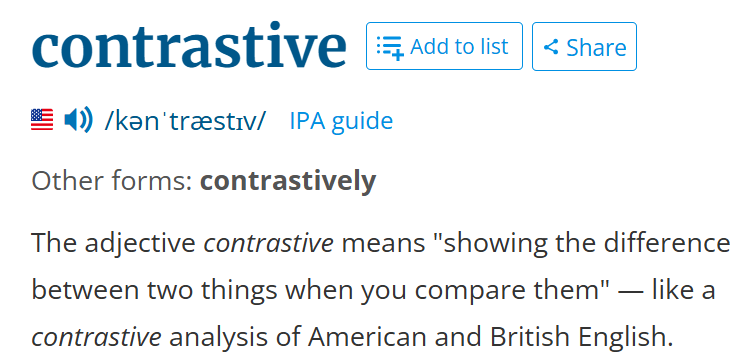 contrastive Add to list Share
/kənˈtræstɪv/ IPA guide
Other forms: contrastively
The adjective contrastive means "showing the difference
between two things when you compare them" — like a
contrastive analysis of American and British English.